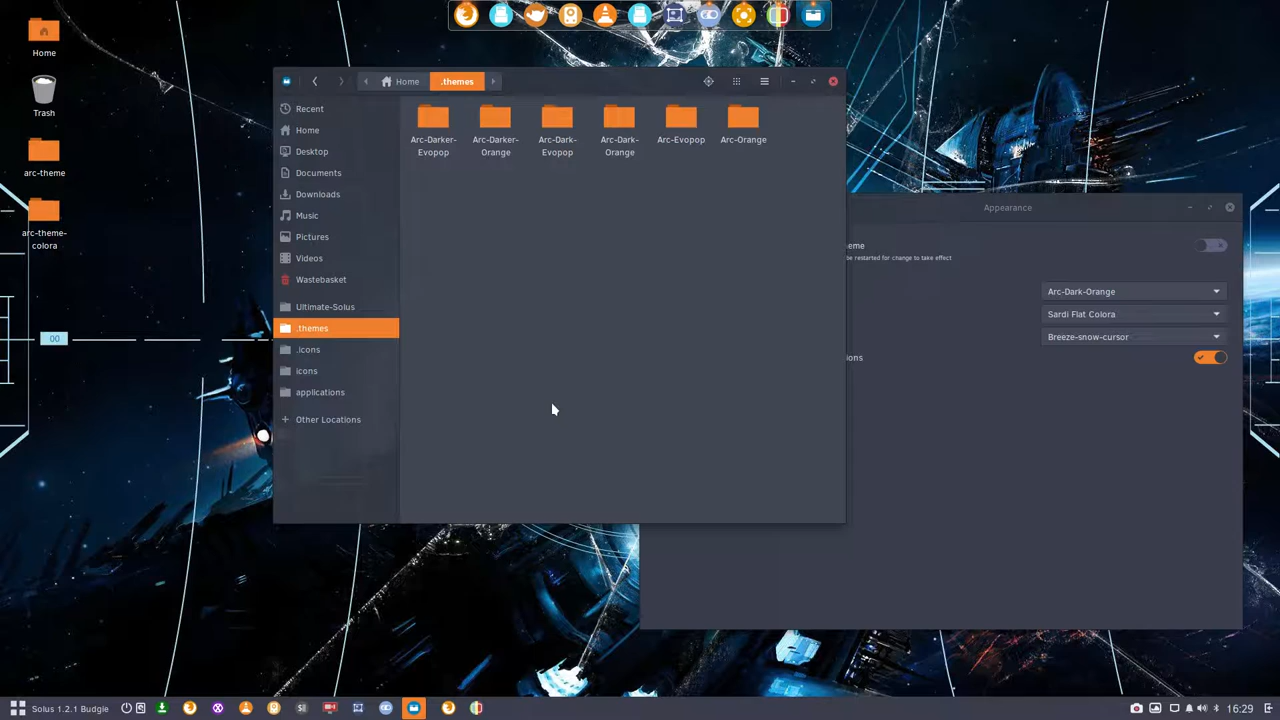 Home
Trash
arc-theme
arc-theme-
colora
Home
.themes
Recent
Home
Desktop
Documents
Downloads
Music
Pictures
Videos
Wastebasket
Ultimate-Solus
.themes
.icons
icons
applications
Other Locations
Arc-Darker-
Evopop
Arc-Darker-
Orange
Arc-Dark-
Evopop
Arc-Dark-
Orange
Arc-Evopop
Arc-Orange
Appearance
eme
be restarted for change to take effect
Arc-Dark-Orange
Sardi Flat Colora
Breeze-snow-cursor
ions
00
Solus 1.2.1 Budgie
16:29